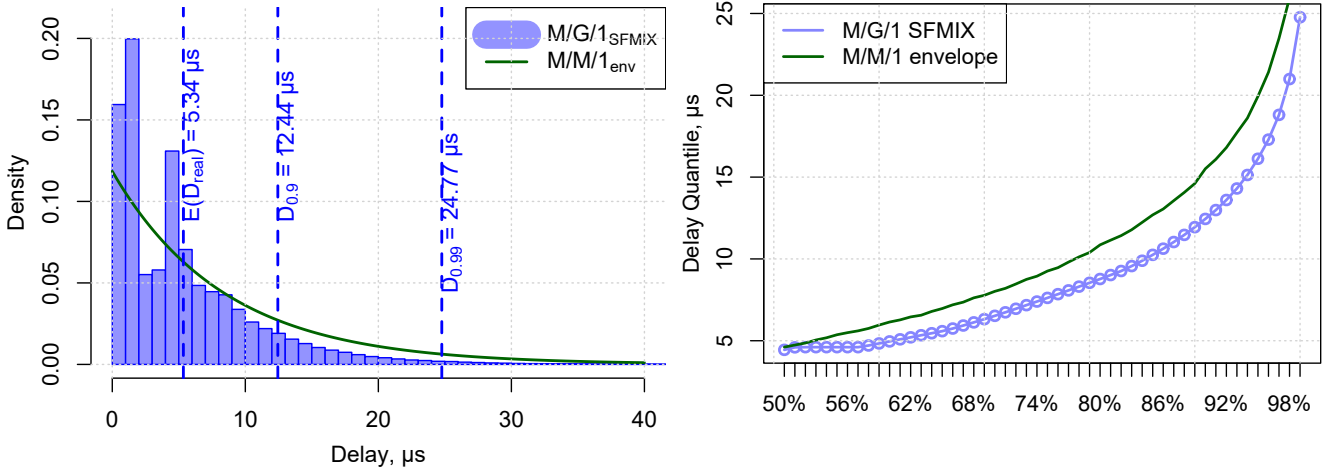 M/G/1SFMIX
M/M/1env
E(Dreal) = 5.34 µs
D0.9 = 12.44 µs
D0.99 = 24.77 µs
Density
0.20
0.15
0.10
0.05
0.00
0 10 20 30 40
Delay, µs
M/G/1 SFMIX
M/M/1 envelope
Delay Quantile, µs
25
20
15
10
5
50% 56% 62% 68% 74% 80% 86% 92% 98%